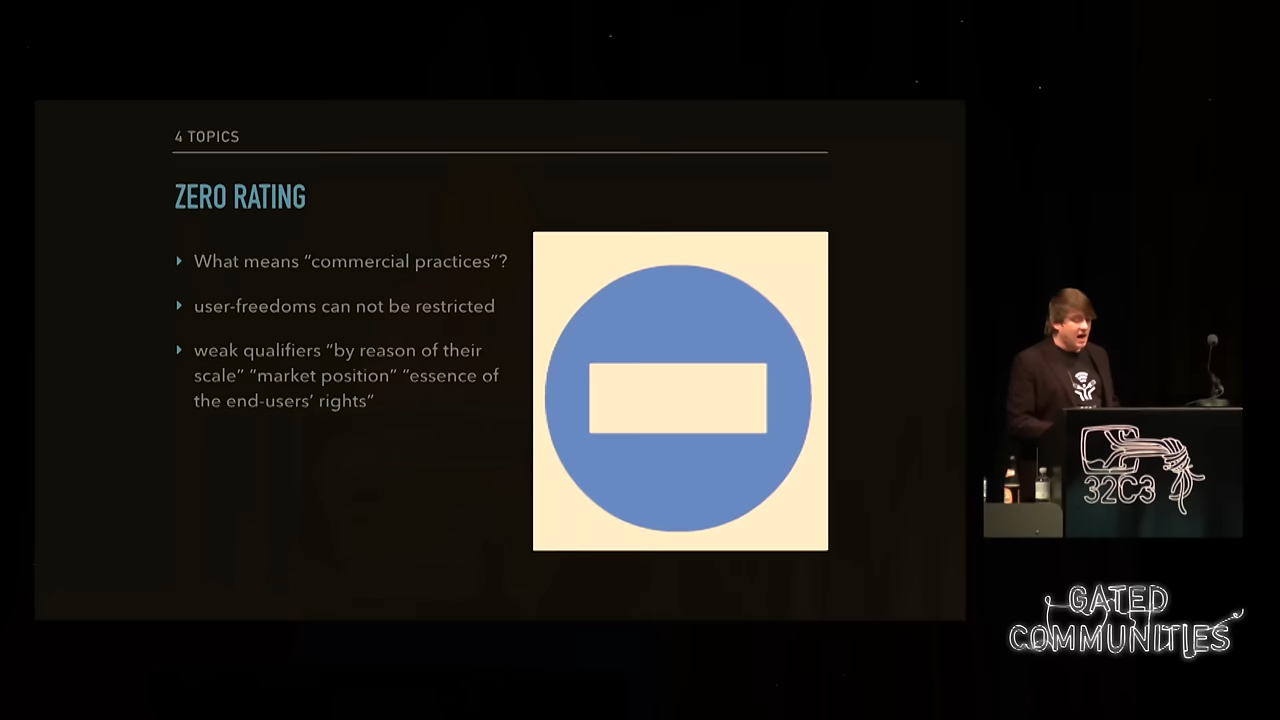 4 TOPICS
ZERO RATING
What means "commercial practices"?
user-freedoms can not be restricted
weak qualifiers "by reason of their
scale" "market position" "essence of
the end-users' rights"
32C3
GATED
COMMUNITIES